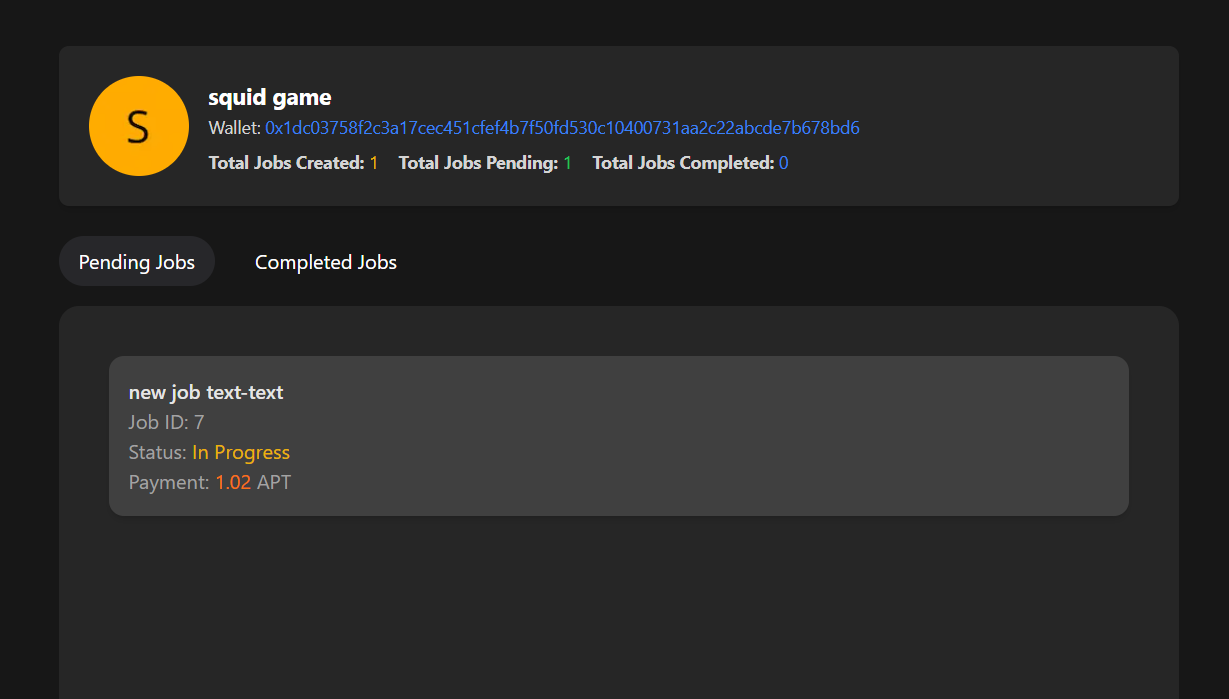 S
squid game
Wallet: 0x1dc03758f2c3a17cec451cfef4b7f50fd530c10400731aa2c22abcde7b678bd6
Total Jobs Created: 1 Total Jobs Pending: 1 Total Jobs Completed: 0
Pending Jobs Completed Jobs
new job text-text
Job ID: 7
Status: In Progress
Payment: 1.02 APT